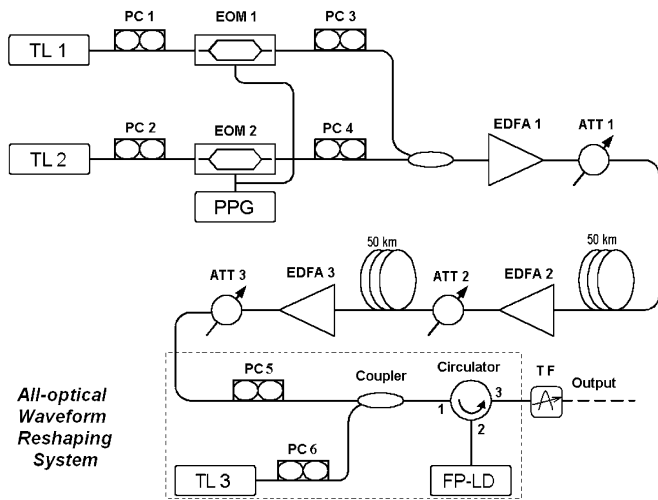 PC 1
EOM 1
PC 3
TL 1
PC 2
EOM 2
PC 4
EDFA 1
ATT 1
TL 2
PPG
50 km
50 km
ATT 3
EDFA 3
ATT 2
EDFA 2
PC 5
Coupler
Circulator
TF
Output
1
3
2
All-optical
Waveform
Reshaping
System
PC 6
TL 3
FP-LD